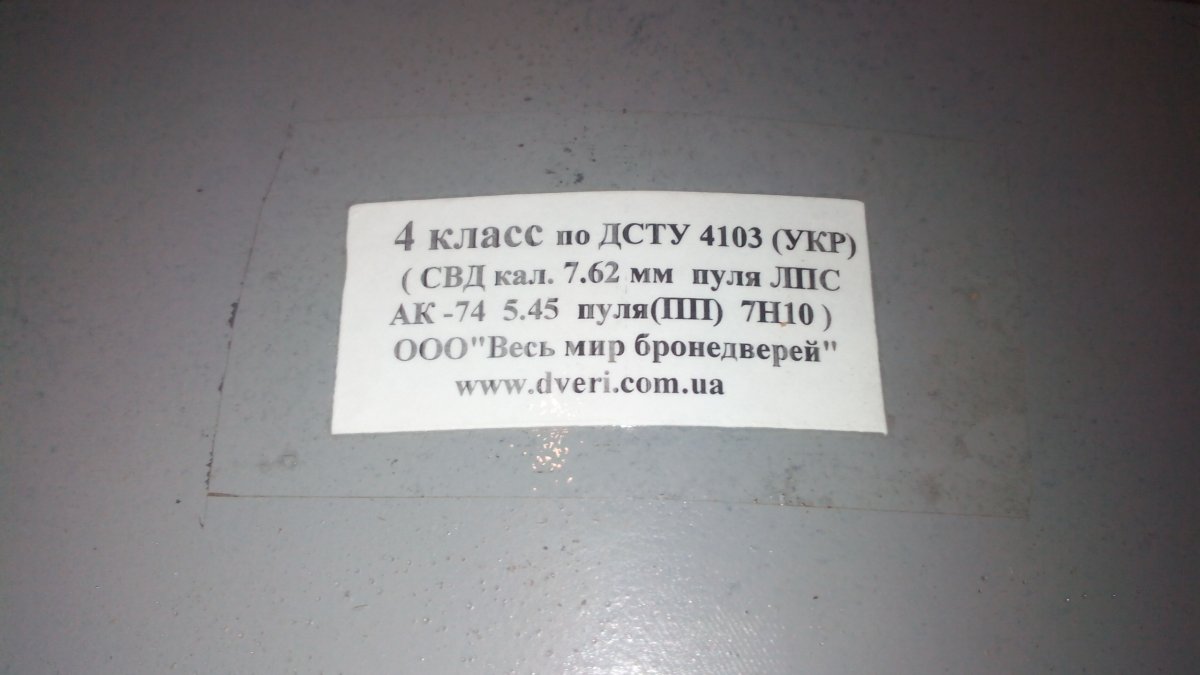 4 класс по ДСТУ 4103 (УКР)
( СВД кал. 7.62 мм пуля ЛПС
АК -74 5.45 пуля(ПП) 7Н10 )
ООО"Весь мир бронедверей"
www.dveri.com.ua